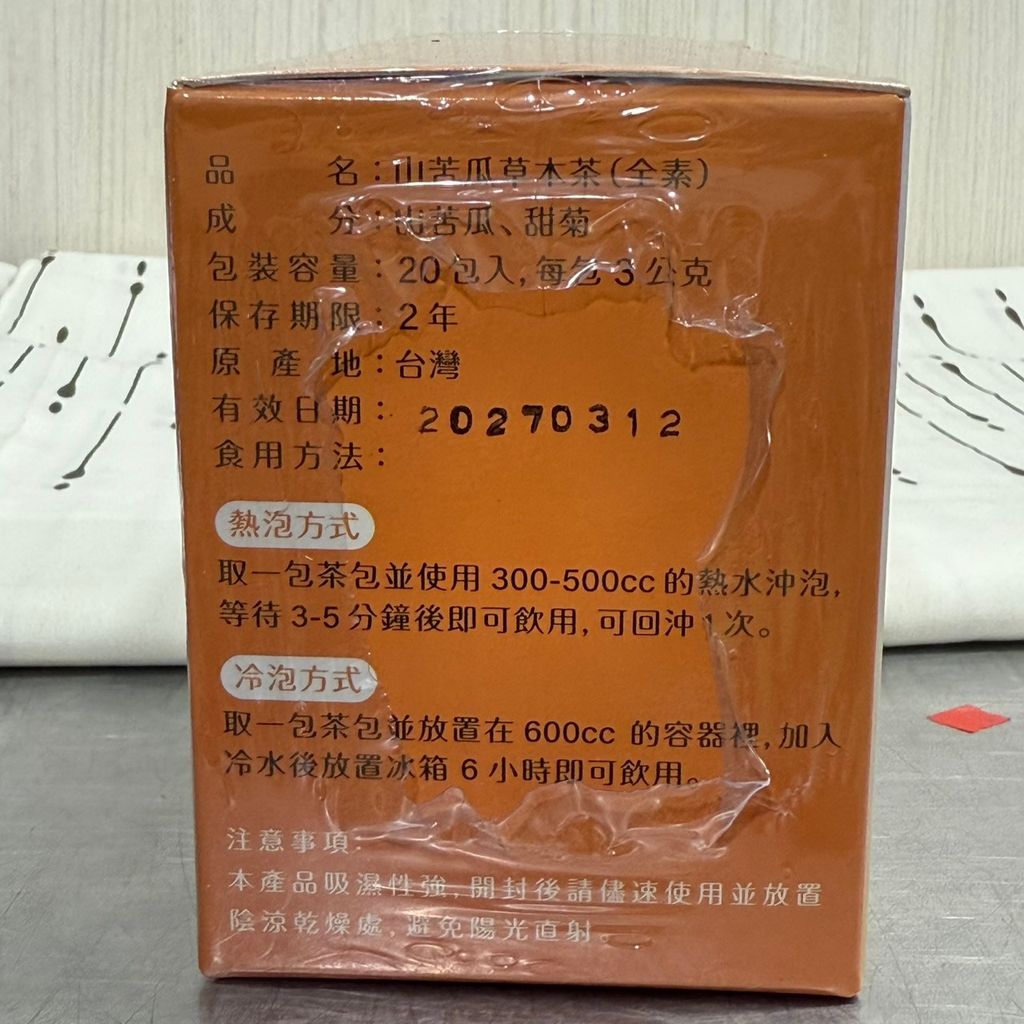 品名：山苦瓜草本茶(全素)
成分：山苦瓜、甜菊
包裝容量：20包入,每包3公克
保存期限：2年
原產地：台灣
有效日期：20270312
食用方法：
熱泡方式
取一包茶包並使用300-500cc的熱水沖泡,
等待3-5分鐘後即可飲用,可回沖1次。
冷泡方式
取一包茶包並放置在600cc的容器裡,加入
冷水後放置冰箱6小時即可飲用。
注意事項:
本產品吸濕性強,開封後請儘速使用並放置
陰涼乾燥處,避免陽光直射。